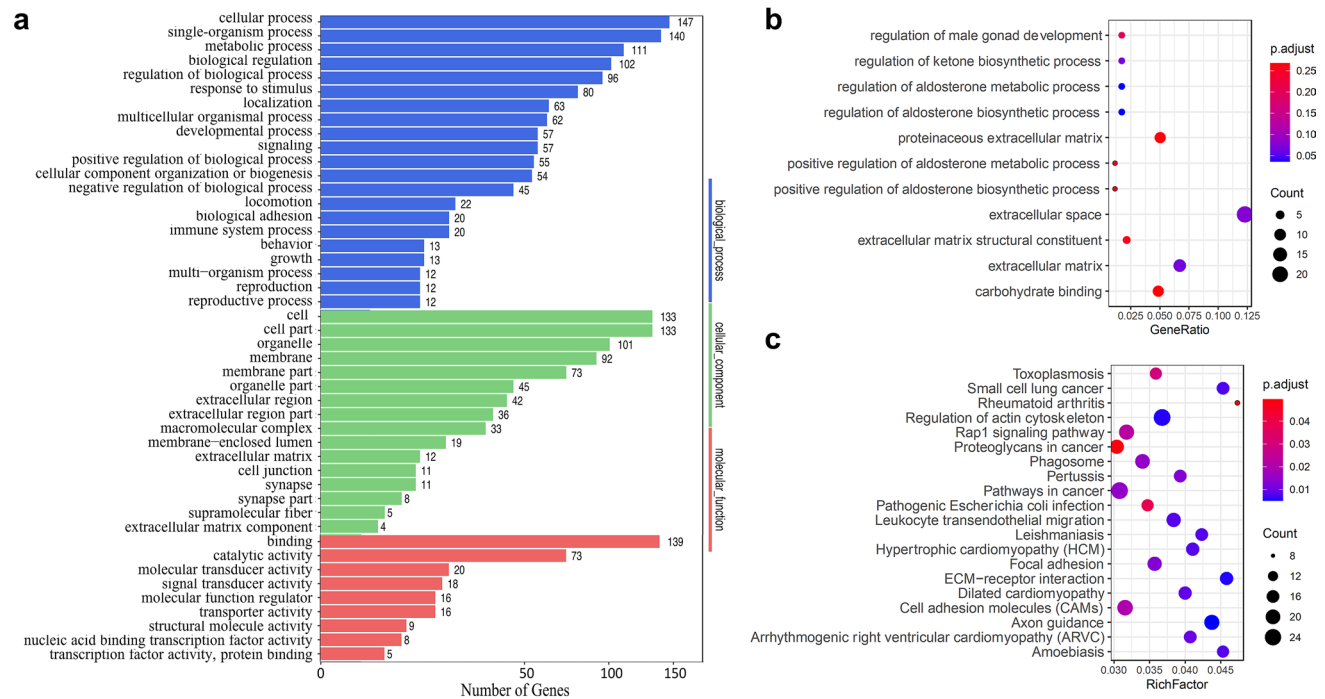 a
cellular process 147
single-organism process 140
metabolic process 111
biological regulation 102
regulation of biological process 96
response to stimulus 80
localization 63
multicellular organismal process 62
developmental process 57
signaling 57
positive regulation of biological process 55
cellular component organization or biogenesis 54
negative regulation of biological process 45
locomotion 22
biological adhesion 20
immune system process 20
behavior 13
growth 13
multi−organism process 12
reproduction 12
reproductive process 12
cell 133
cell part 133
organelle 101
membrane 92
membrane part 73
organelle part 45
extracellular region 42
extracellular region part 36
macromolecular complex 33
membrane−enclosed lumen 19
extracellular matrix 12
cell junction 11
synapse 11
synapse part 8
supramolecular fiber 5
extracellular matrix component 4
binding 139
catalytic activity 73
molecular transducer activity 20
signal transducer activity 18
molecular function regulator 16
transporter activity 16
structural molecule activity 9
nucleic acid binding transcription factor activity 8
transcription factor activity, protein binding 5
0 50 100 150
Number of Genes
biological_process
cellular_component
molecular_function
b
regulation of male gonad development
regulation of ketone biosynthetic process
regulation of aldosterone metabolic process
regulation of aldosterone biosynthetic process
proteinaceous extracellular matrix
positive regulation of aldosterone metabolic process
positive regulation of aldosterone biosynthetic process
extracellular space
extracellular matrix structural constituent
extracellular matrix
carbohydrate binding
0.025 0.050 0.075 0.100 0.125
GeneRatio
p.adjust
0.25
0.20
0.15
0.10
0.05
Count
5
10
15
20
c
Toxoplasmosis
Small cell lung cancer
Rheumatoid arthritis
Regulation of actin cytoskeleton
Rap1 signaling pathway
Proteoglycans in cancer
Phagosome
Pertussis
Pathways in cancer
Pathogenic Escherichia coli infection
Leukocyte transendothelial migration
Leishmaniasis
Hypertrophic cardiomyopathy (HCM)
Focal adhesion
ECM−receptor interaction
Dilated cardiomyopathy
Cell adhesion molecules (CAMs)
Axon guidance
Arrhythmogenic right ventricular cardiomyopathy (ARVC)
Amoebiasis
0.030 0.035 0.040 0.045
RichFactor
p.adjust
0.04
0.03
0.02
0.01
Count
8
12
16
20
24